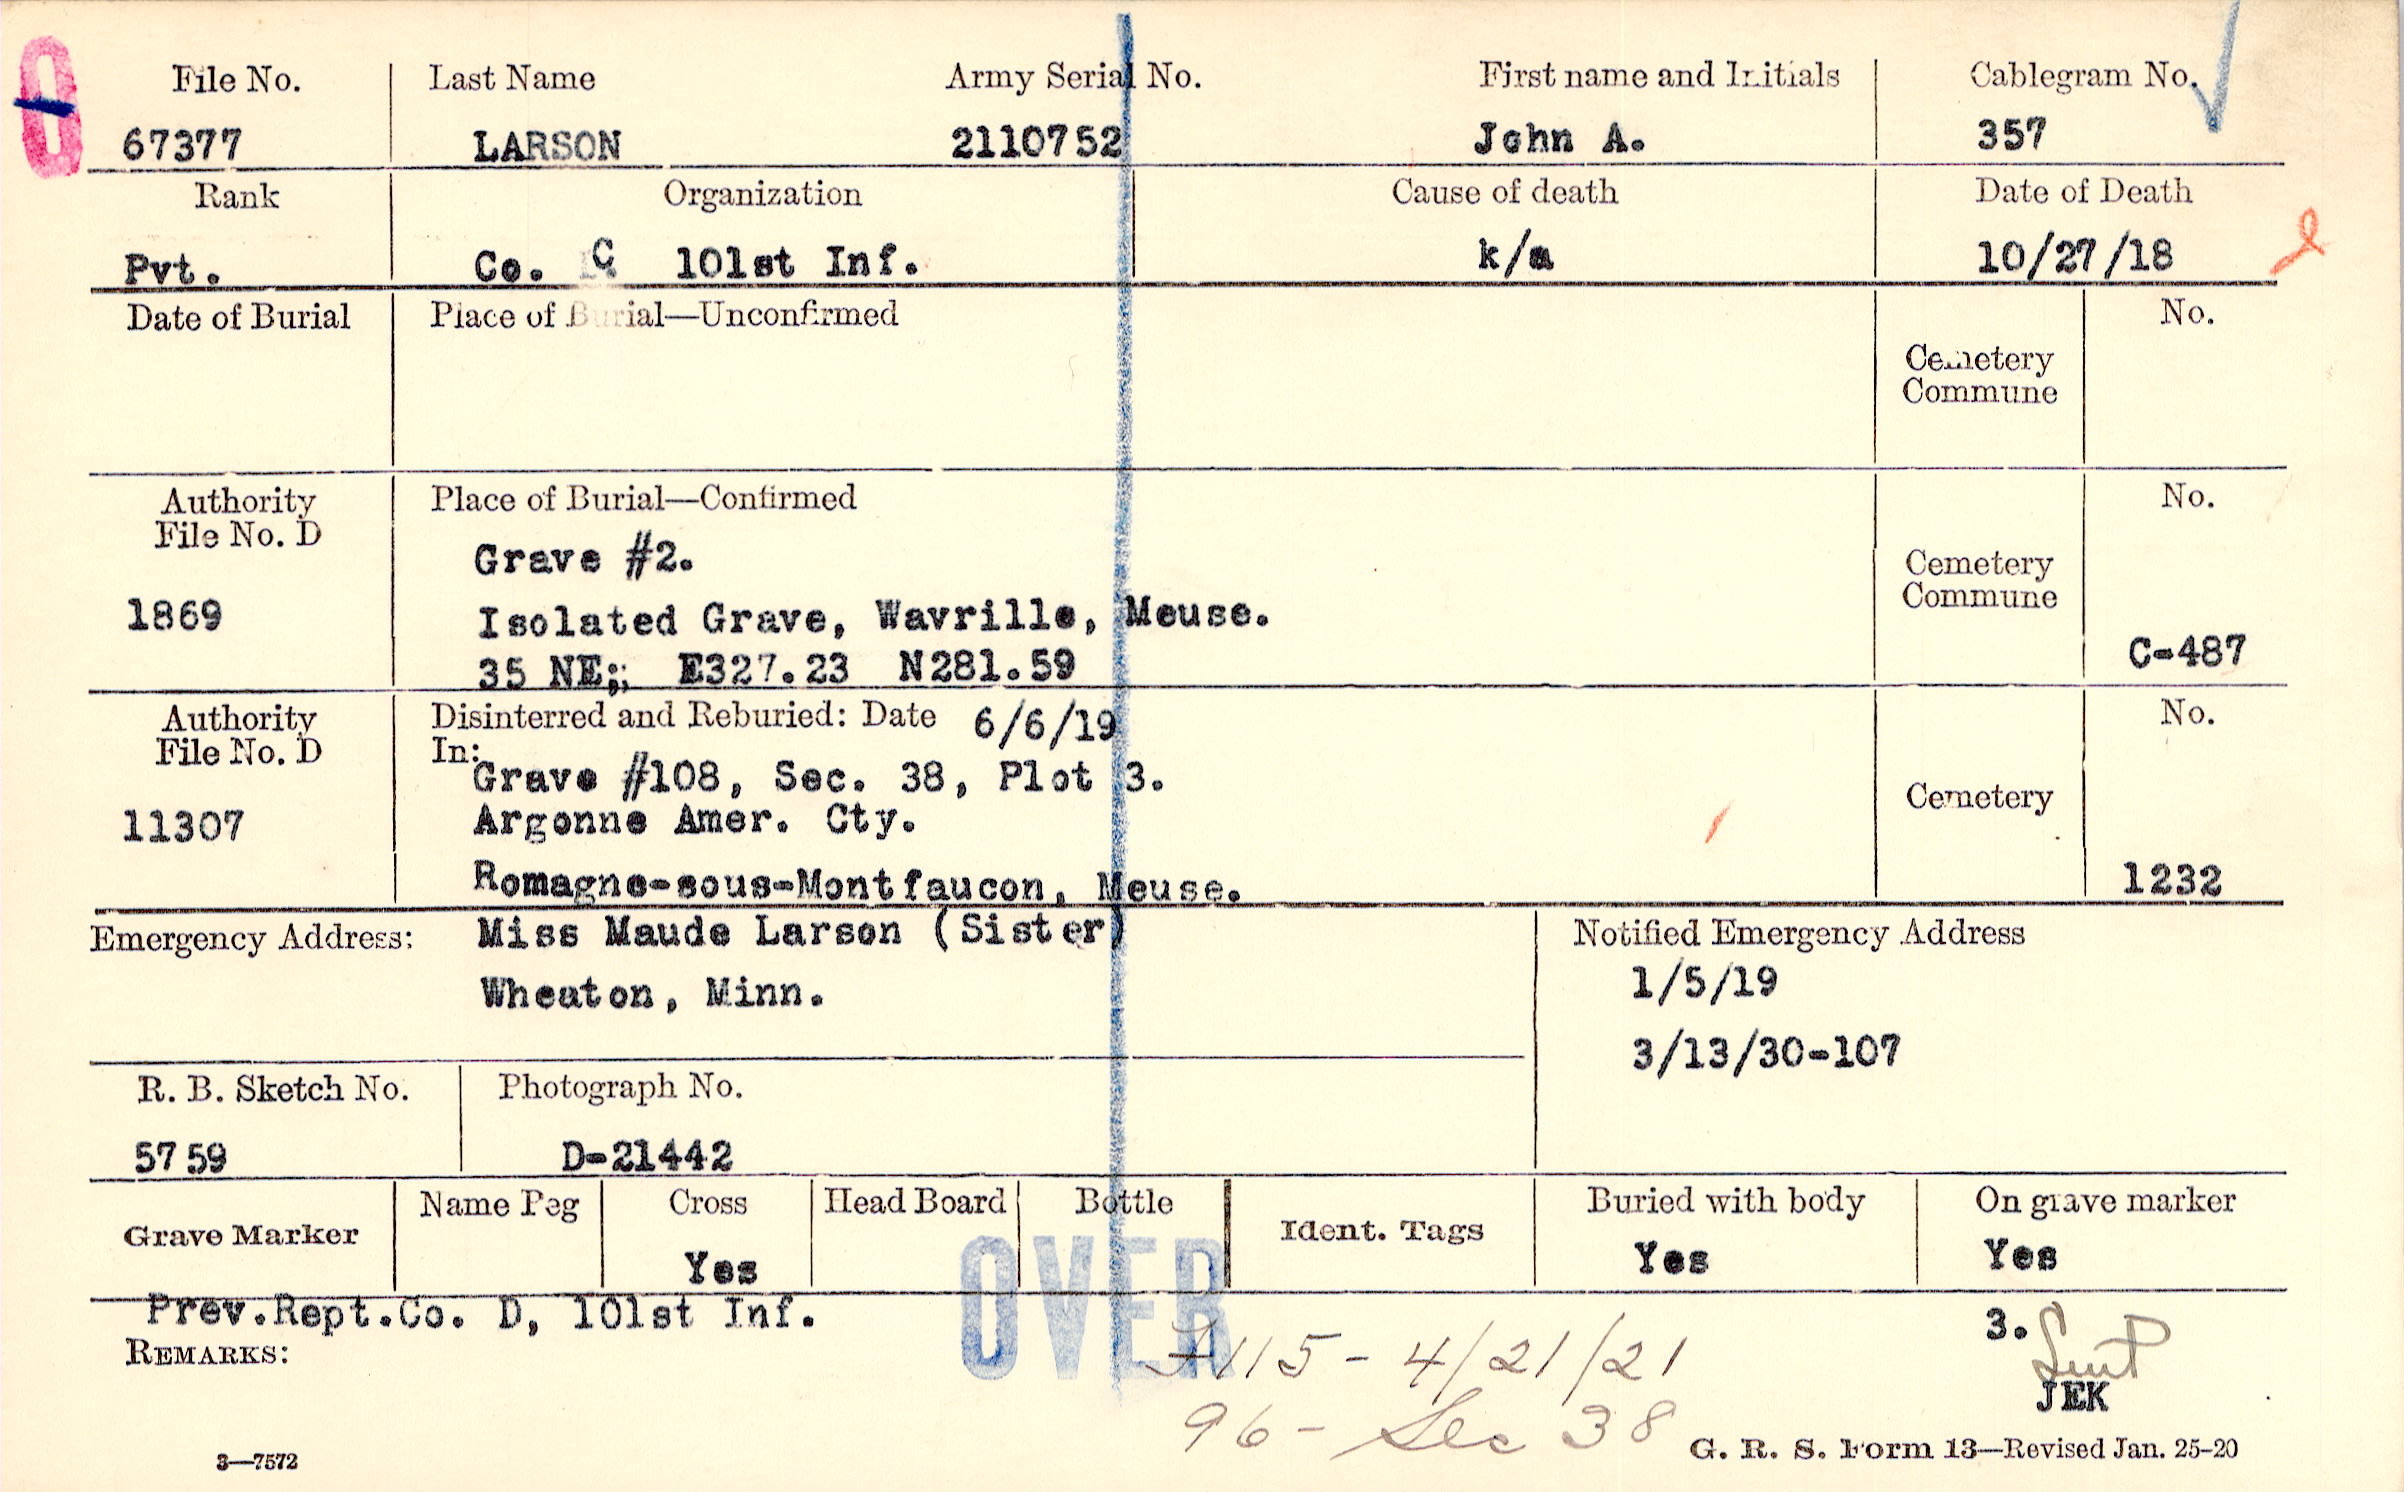 File No. Last Name Army Serial No. First name and Initials Cablegram No.
67377 LARSON 2110752 John A. 357
Rank Organization Cause of death Date of Death
Pvt. Co. C 101st Inf. k/a 10/27/18
Date of Burial Place of Burial—Unconfirmed No.
Cemetery
Commune
Authority Place of Burial—Confirmed No.
File No. D
Grave #2.
Cemetery
Commune
1869 Isolated Grave, Wavrille, Meuse.
35 NE;; E327.23 N281.59 C-487
Authority Disinterred and Reburied: Date 6/6/19 No.
File No. D In:
Grave #108, Sec. 38, Plot 3.
Cemetery
11307 Argonne Amer. Cty.
Romagne-sous-Montfaucon, Meuse. 1232
Emergency Address: Miss Maude Larson (Sister) Notified Emergency Address
Wheaton, Minn. 1/5/19
3/13/30-107
R. B. Sketch No. Photograph No.
5759 D-21442
Grave Marker Name Peg Cross Head Board Bottle Ident. Tags Buried with body On grave marker
Yes Yes Yes
OVER
Prev.Rept.Co. D, 101st Inf. 3.
REMARKS: 115 - 4/21/21
JEK
96 - Sec 38
3—7572 G. R. S. Form 13—Revised Jan. 25-20